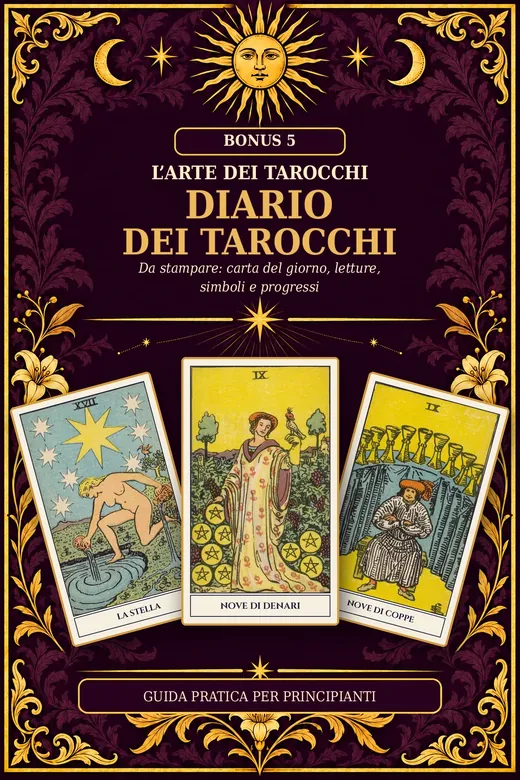 BONUS 5
L'ARTE DEI TAROCCHI
DIARIO
DEI TAROCCHI
Da stampare: carta del giorno, letture,
simboli e progressi
XVII
LA STELLA
IX
NOVE DI DENARI
IX
NOVE DI COPPE
GUIDA PRATICA PER PRINCIPIANTI